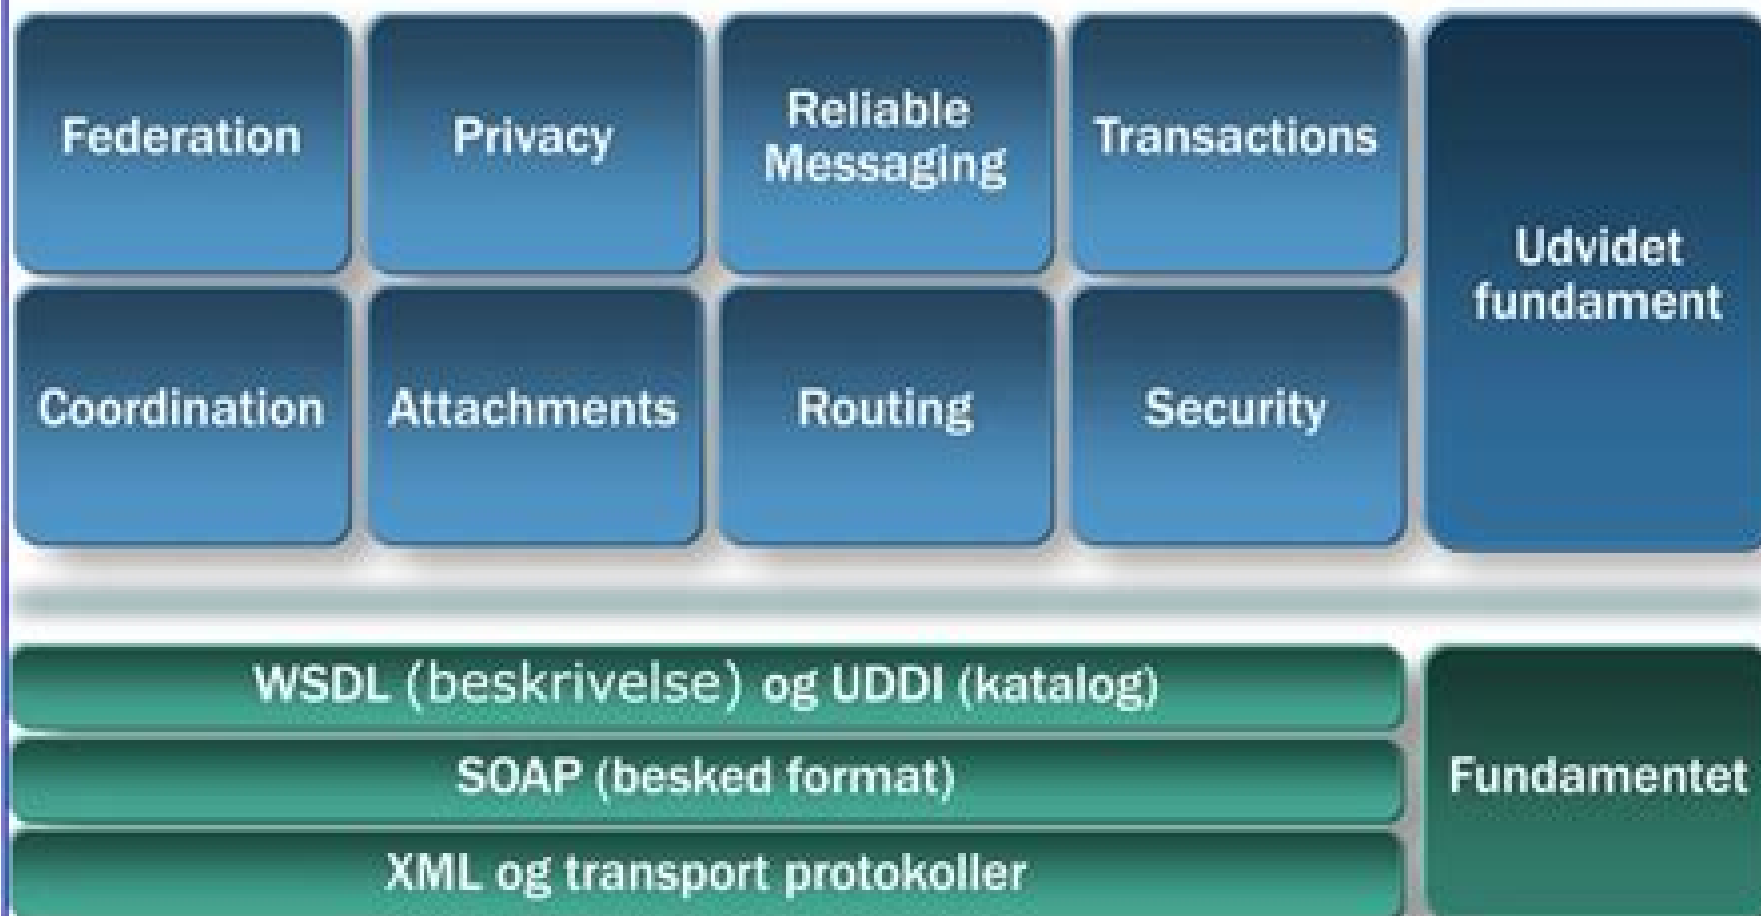 Federation
Privacy
Reliable
Messaging
Transactions
Udvidet
fundament
Coordination
Attachments
Routing
Security
WSDL (beskrivelse) og UDDI (katalog)
SOAP (besked format)
Fundamentet
XML og transport protokoller